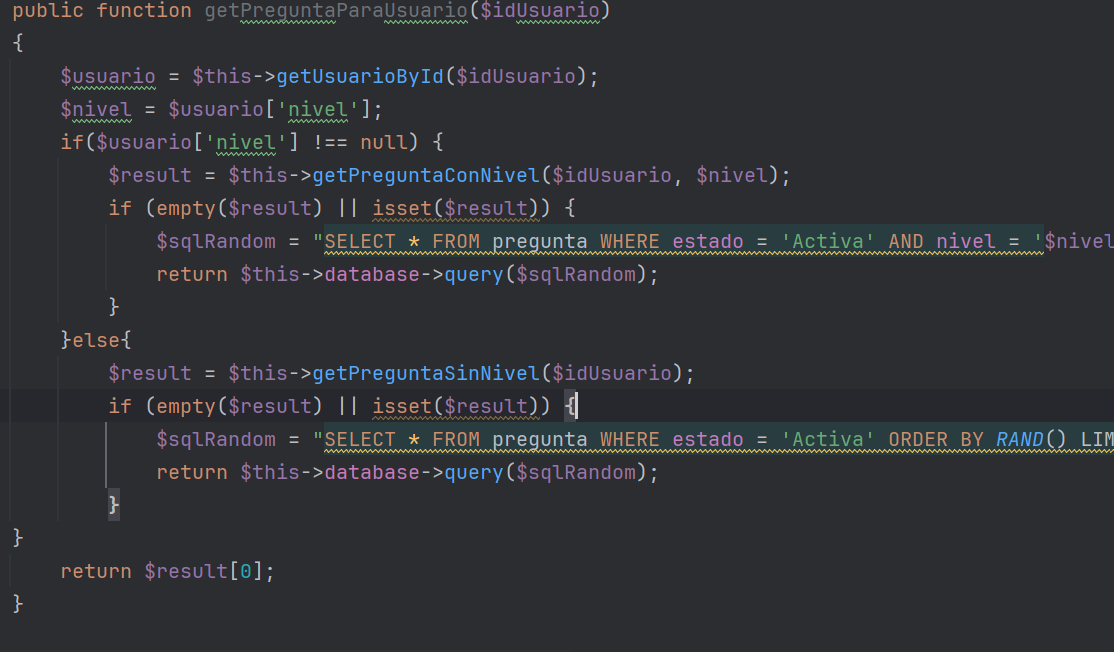 public function getPreguntaParaUsuario($idUsuario)
{
    $usuario = $this->getUsuarioById($idUsuario);
    $nivel = $usuario['nivel'];
    if($usuario['nivel'] !== null) {
        $result = $this->getPreguntaConNivel($idUsuario, $nivel);
        if (empty($result) || isset($result)) {
            $sqlRandom = "SELECT * FROM pregunta WHERE estado = 'Activa' AND nivel = '$nivel
            return $this->database->query($sqlRandom);
        }
    }else{
        $result = $this->getPreguntaSinNivel($idUsuario);
        if (empty($result) || isset($result)) {
            $sqlRandom = "SELECT * FROM pregunta WHERE estado = 'Activa' ORDER BY RAND() LIM
            return $this->database->query($sqlRandom);
        }
}
    return $result[0];
}